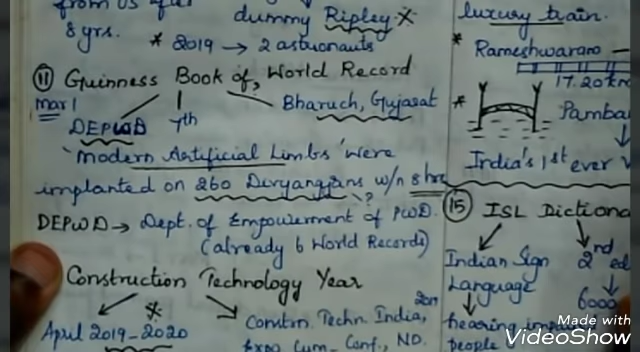 from US after
8 yrs.
dummy Ripley
* 2019 → 2 astronauts
⑪ Guinness Book of World Record
Mar 1
DEPWD 7th Bharuch, Gujarat
'Modern Artificial Limbs' were
implanted on 260 Divyangjans w/n 8 hrs
?
DEPWD → Dept. of Empowerment of PWD.
(already 6 World Records)
Construction Technology Year
April 2019-2020
Constrn. Techn. India,
Expo Cum. Conf., ND.
luxury train.
* Rameshwaram
17.20 km
* Pamban
India's 1st ever
⑮ ISL Dictiona
Indian Sign
Language
hearing impaired
people
2nd ed
6000
Made with
VideoShow